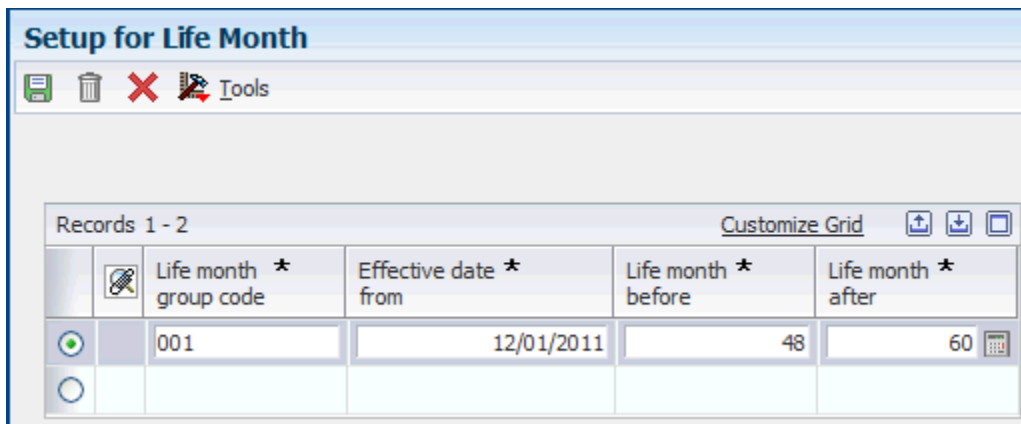 Setup for Life Month
Tools
Records 1 - 2 Customize Grid
Life month * Effective date * Life month * Life month *
group code from before after
001 12/01/2011 48 60